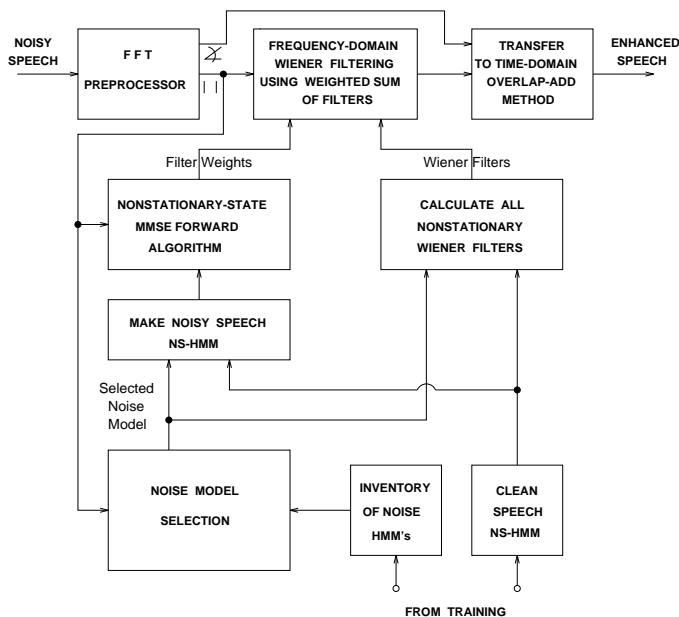 NOISY
SPEECH
F F T
PREPROCESSOR
| |
FREQUENCY-DOMAIN
WIENER FILTERING
USING WEIGHTED SUM
OF FILTERS
TRANSFER
TO TIME-DOMAIN
OVERLAP-ADD
METHOD
ENHANCED
SPEECH
Filter Weights
Wiener Filters
NONSTATIONARY-STATE
MMSE FORWARD
ALGORITHM
CALCULATE ALL
NONSTATIONARY
WIENER FILTERS
MAKE NOISY SPEECH
NS-HMM
Selected
Noise
Model
NOISE MODEL
SELECTION
INVENTORY
OF NOISE
HMM's
CLEAN
SPEECH
NS-HMM
FROM TRAINING